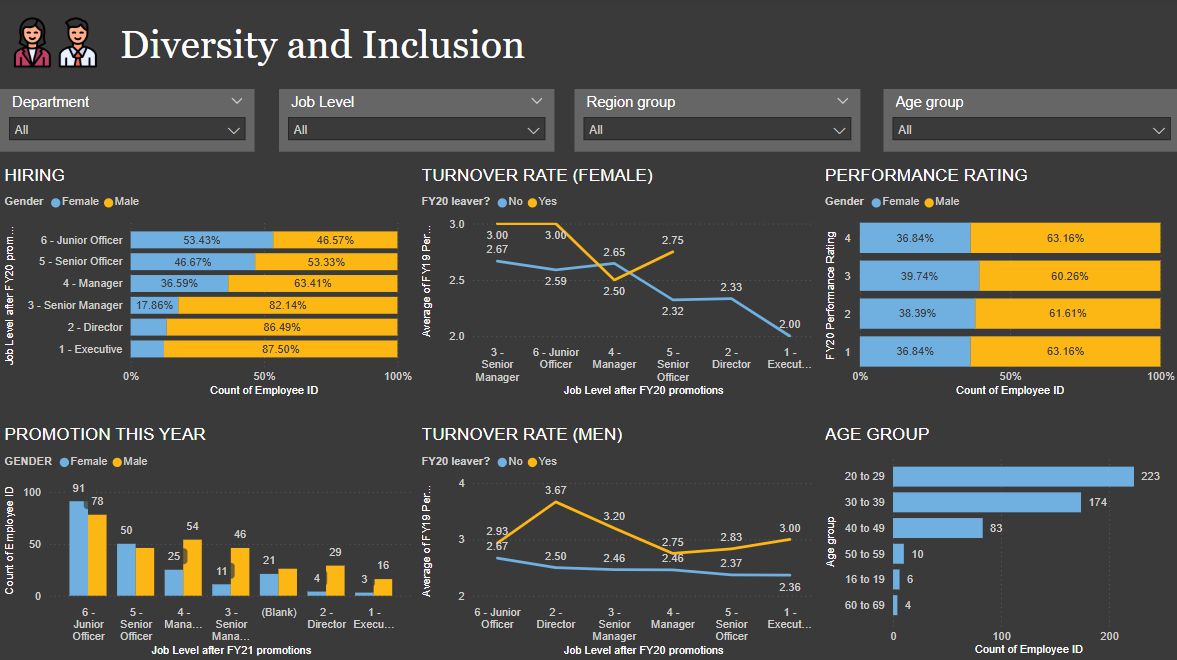 Diversity and Inclusion
Department
All
Job Level
All
Region group
All
Age group
All
HIRING
Gender Female Male
Job Level after FY20 prom...
6 - Junior Officer 53.43% 46.57%
5 - Senior Officer 46.67% 53.33%
4 - Manager 36.59% 63.41%
3 - Senior Manager 17.86% 82.14%
2 - Director 86.49%
1 - Executive 87.50%
0% 50% 100%
Count of Employee ID
TURNOVER RATE (FEMALE)
FY20 leaver? No Yes
Average of FY19 Per...
3.0
2.5
2.0
3.00
2.67
3.00
2.59
2.65
2.50
2.75
2.32
2.33
2.00
3 -
Senior
Manager
6 - Junior
Officer
4 -
Manager
5 -
Senior
Officer
2 -
Director
1 -
Execut...
Job Level after FY20 promotions
PERFORMANCE RATING
Gender Female Male
FY20 Performance Rating
4 36.84% 63.16%
3 39.74% 60.26%
2 38.39% 61.61%
1 36.84% 63.16%
0% 50% 100%
Count of Employee ID
PROMOTION THIS YEAR
GENDER Female Male
Count of Employee ID
100
50
0
91
78
50
25
54
11
46
21
4
29
3
16
6 -
Junior
Officer
5 -
Senior
Officer
4 -
Mana...
3 -
Senior
Mana...
(Blank)
2 -
Director
1 -
Execu...
Job Level after FY21 promotions
TURNOVER RATE (MEN)
FY20 leaver? No Yes
Average of FY19 Per...
4
3
2
2.93
2.67
3.67
2.50
3.20
2.46
2.75
2.46
2.83
2.37
3.00
2.36
6 - Junior
Officer
2 -
Director
3 -
Senior
Manager
4 -
Manager
5 -
Senior
Officer
1 -
Execut...
Job Level after FY20 promotions
AGE GROUP
Age group
20 to 29 223
30 to 39 174
40 to 49 83
50 to 59 10
16 to 19 6
60 to 69 4
0 100 200
Count of Employee ID